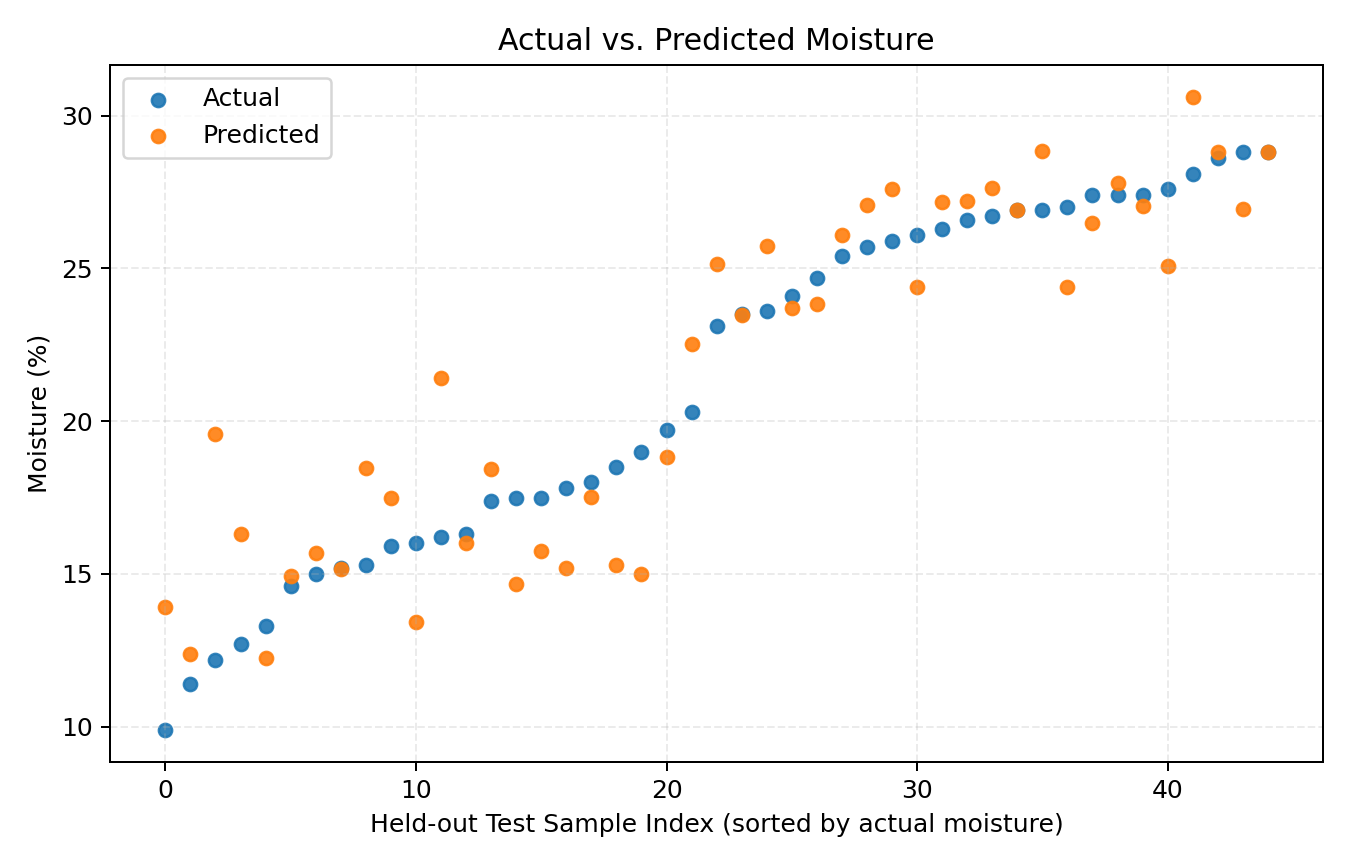 Actual vs. Predicted Moisture
Actual
Predicted
Moisture (%)
30
25
20
15
10
0 10 20 30 40
Held-out Test Sample Index (sorted by actual moisture)